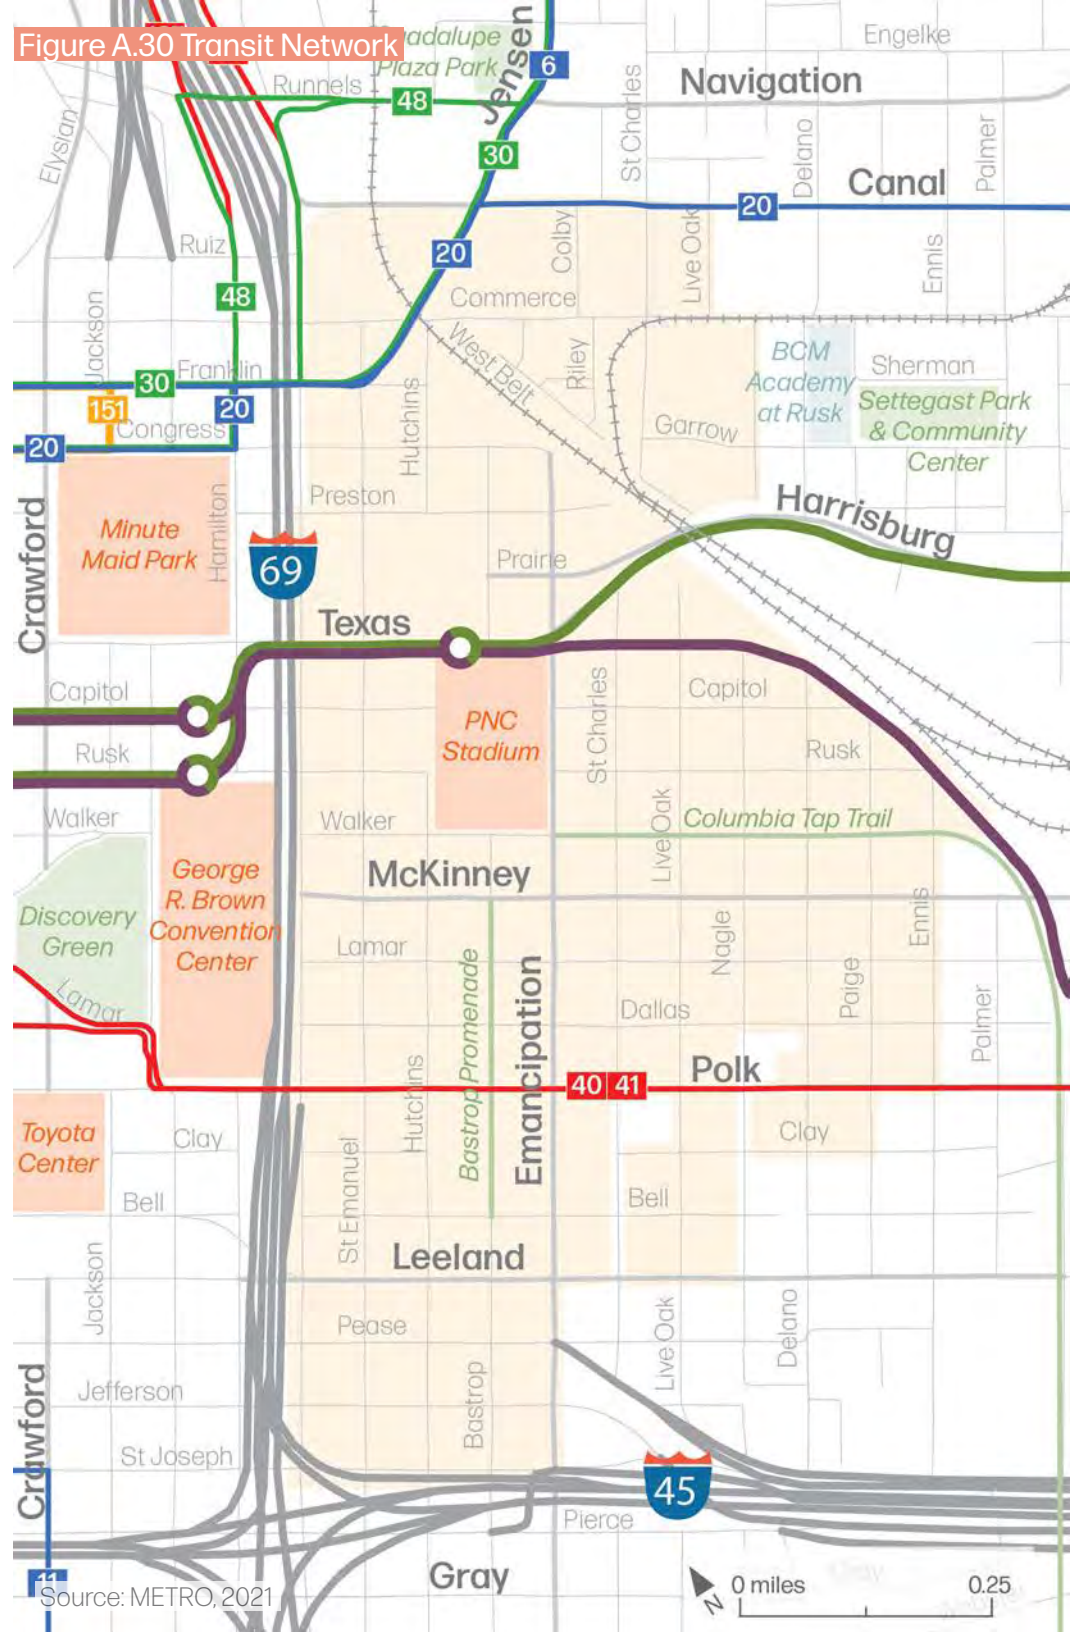 Figure A.30 Transit Network
adalupe
Plaza Park
Jensen
6
Engelke
Runnels
48
Navigation
Elysian
30
St Charles
Delano
Palmer
Canal
20
Ruiz
20
Colby
Live Oak
Ennis
48
Commerce
Jackson
West Belt
Riley
BCM
Academy
at Rusk
Sherman
Franklin
30
151
20
Settegast Park
& Community
Center
Hutchins
Garrow
Congress
20
Preston
Harrisburg
Crawford
Minute
Maid Park
Hamilton
69
Prairie
Texas
Capitol
PNC
Stadium
St Charles
Capitol
Rusk
Rusk
Walker
Walker
Live Oak
Columbia Tap Trail
George
R. Brown
Convention
Center
McKinney
Discovery
Green
Lamar
Lamar
Bastrop Promenade
Emancipation
Nagle
Ennis
Dallas
Paige
Palmer
Hutchins
40 41
Polk
Toyota
Center
Clay
Clay
St Emanuel
Bell
Bell
Jackson
Leeland
Pease
Live Oak
Delano
Crawford
Jefferson
Bastrop
St Joseph
45
Pierce
Gray
11
Source: METRO, 2021
N
0 miles
0.25